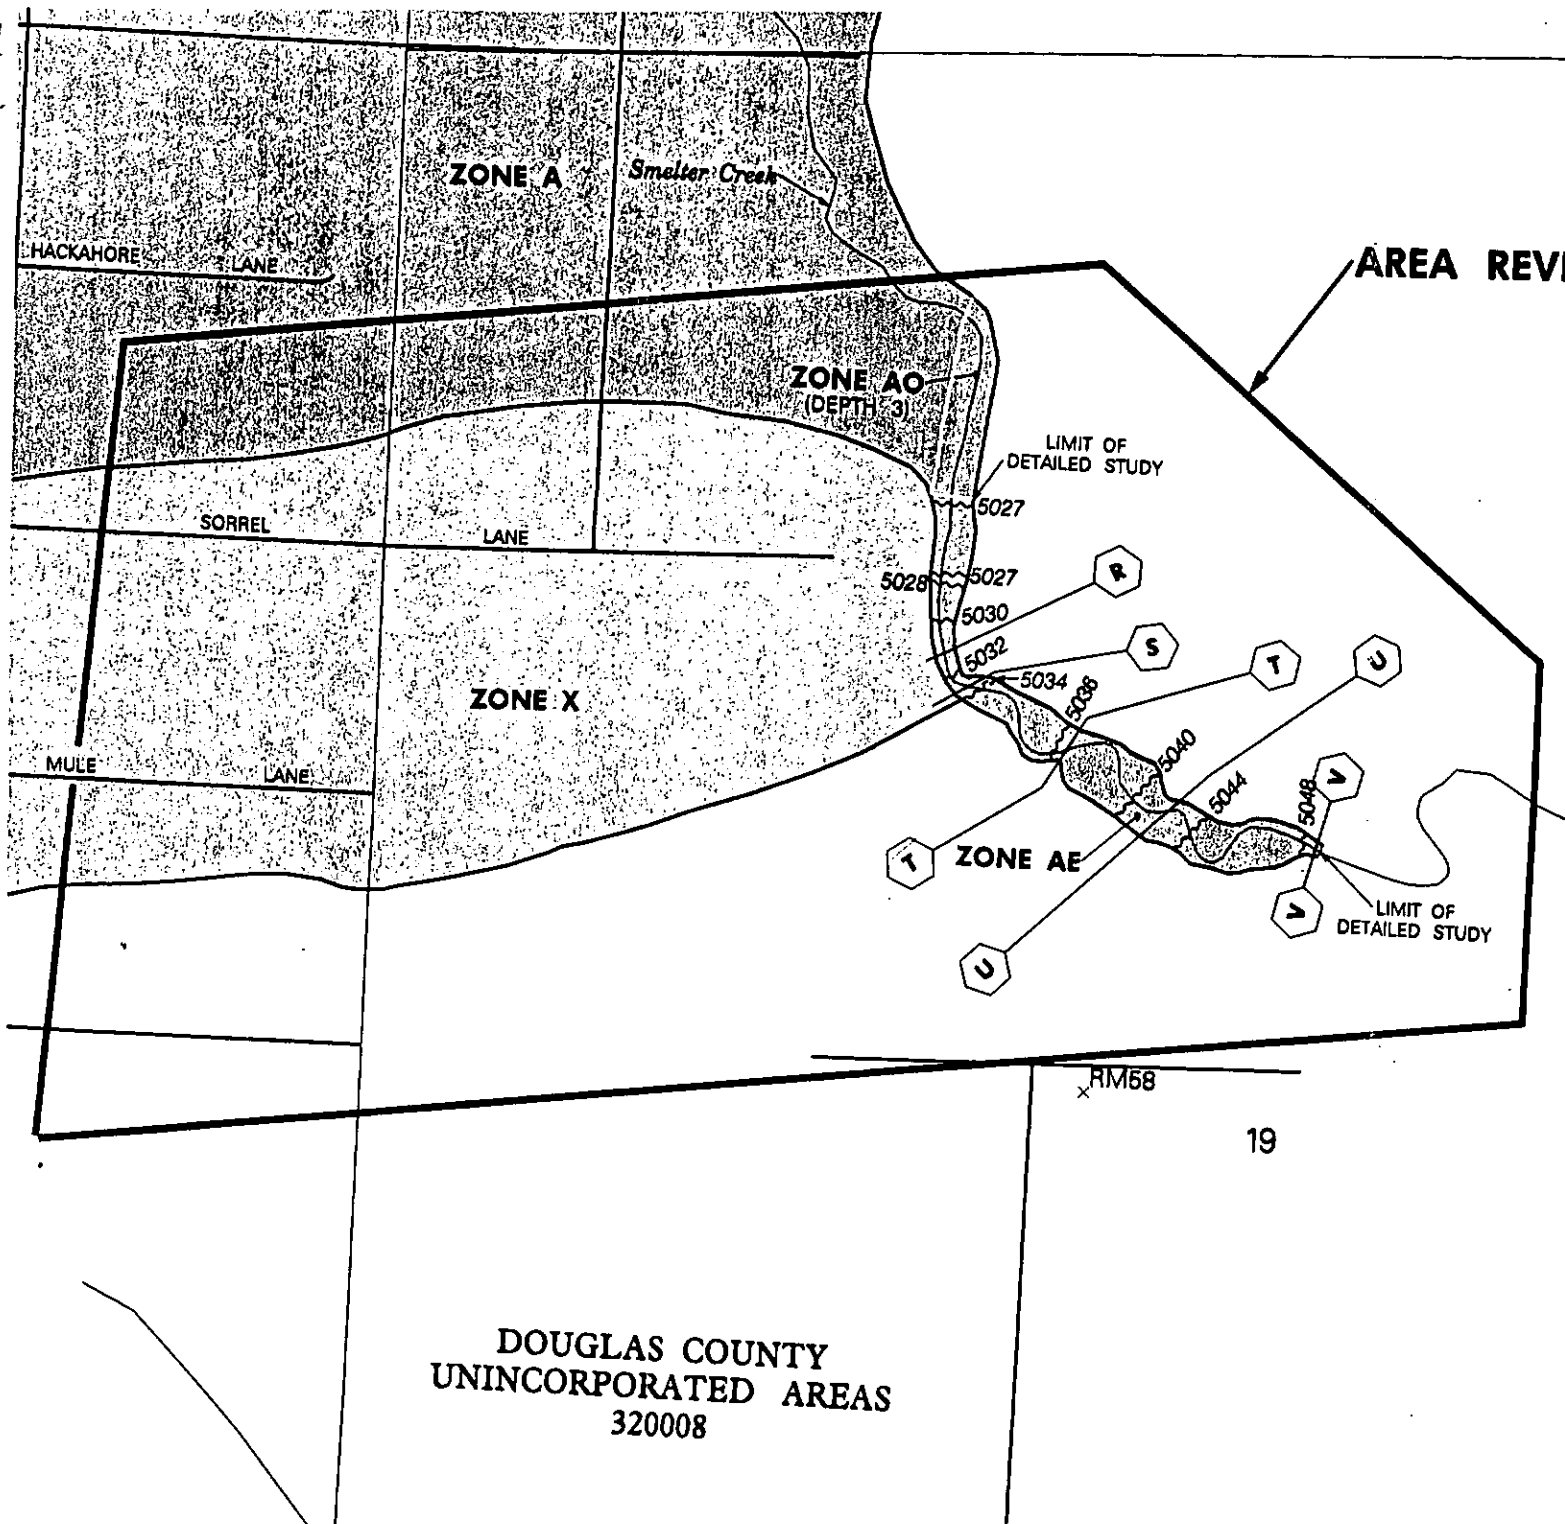 ZONE A
Smelter Creek
HACKAHORE LANE
AREA REVI
ZONE AO
(DEPTH 3)
LIMIT OF
DETAILED STUDY
5027
SORREL LANE
5028
5027
R
5030
S
5032
T
U
5034
5036
ZONE X
5040
MULE LANE
5044
5048
V
T
ZONE AE
V
LIMIT OF
DETAILED STUDY
U
RM58
19
DOUGLAS COUNTY
UNINCORPORATED AREAS
320008